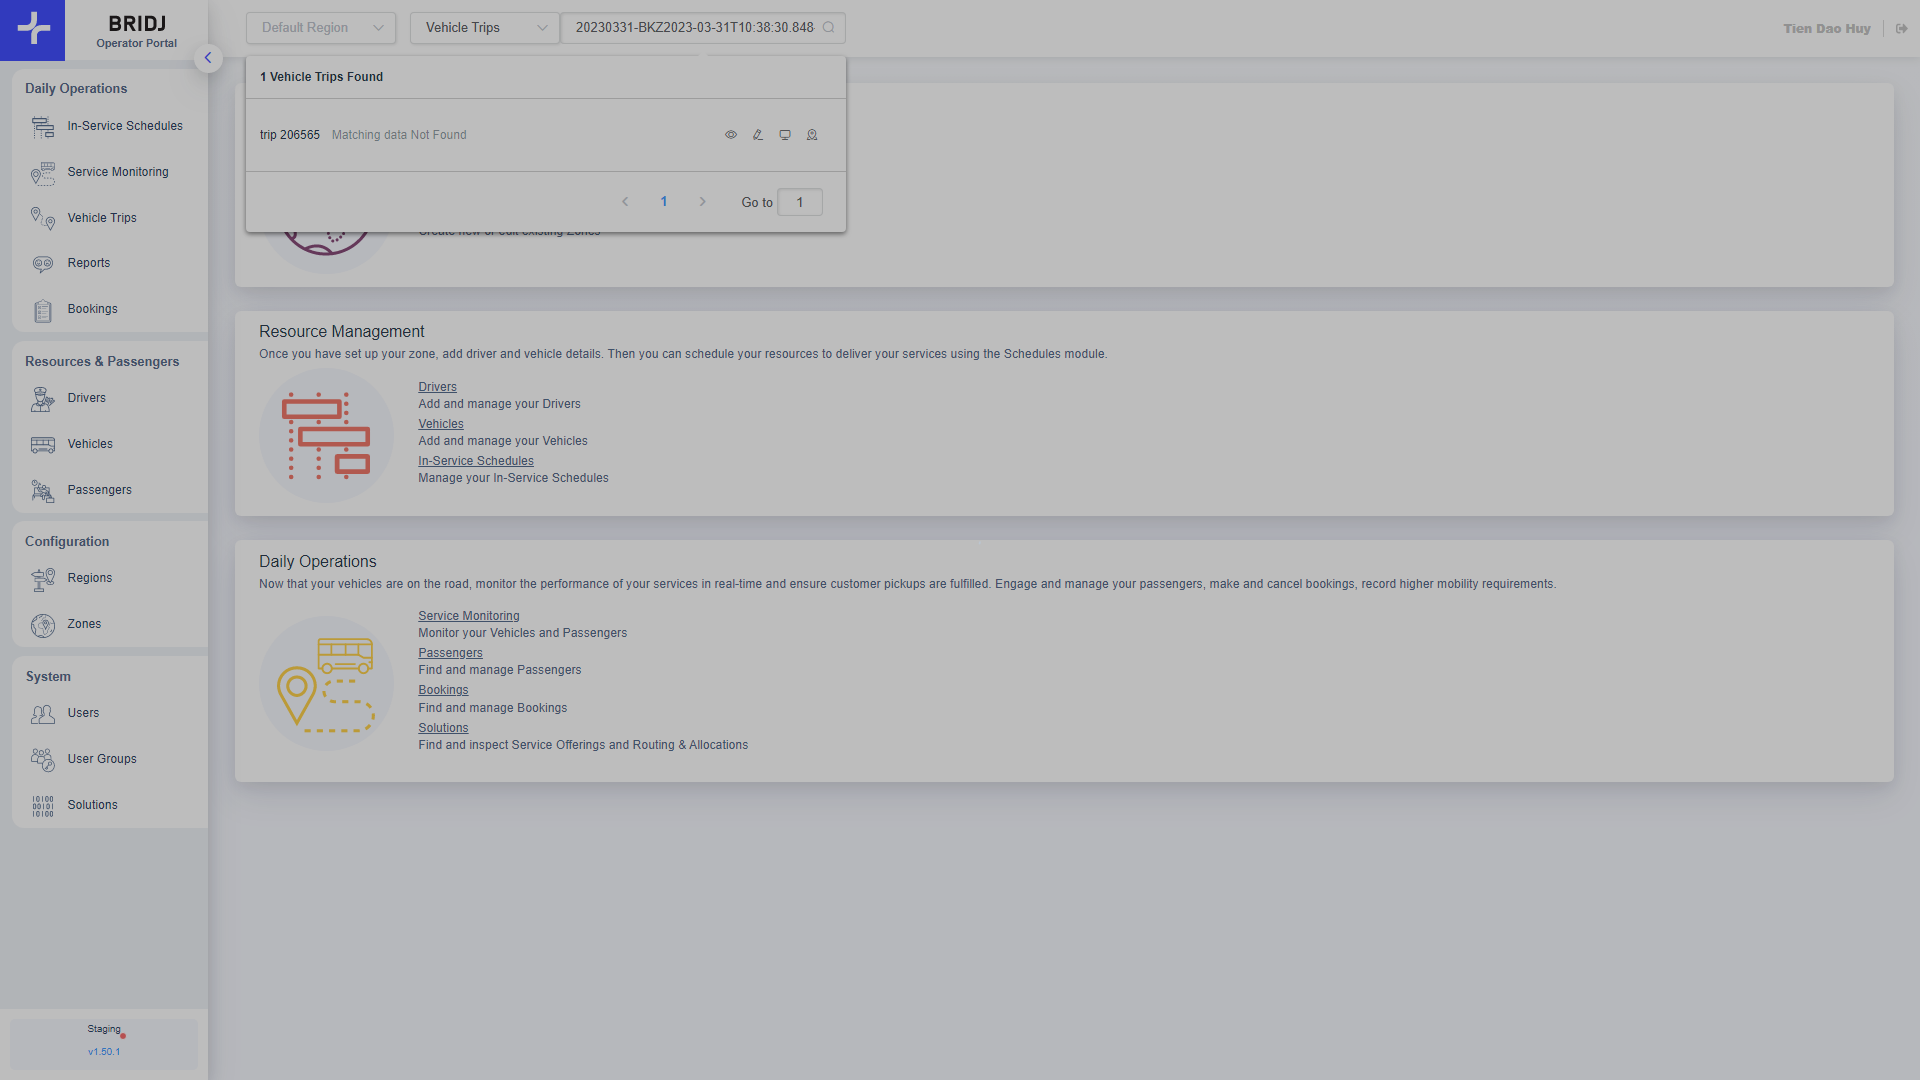 BRIDJ
Operator Portal
Default Region
Vehicle Trips
20230331-BKZ2023-03-31T10:38:30.848
Tien Dao Huy
1 Vehicle Trips Found
trip 206565 Matching data Not Found
1
Go to 1
Create new or edit existing Zones
Daily Operations
In-Service Schedules
Service Monitoring
Vehicle Trips
Reports
Bookings
Resources & Passengers
Drivers
Vehicles
Passengers
Configuration
Regions
Zones
System
Users
User Groups
10100
00101
10100
Solutions
Staging
v1.50.1
Resource Management
Once you have set up your zone, add driver and vehicle details. Then you can schedule your resources to deliver your services using the Schedules module.
Drivers
Add and manage your Drivers
Vehicles
Add and manage your Vehicles
In-Service Schedules
Manage your In-Service Schedules
Daily Operations
Now that your vehicles are on the road, monitor the performance of your services in real-time and ensure customer pickups are fulfilled. Engage and manage your passengers, make and cancel bookings, record higher mobility requirements.
Service Monitoring
Monitor your Vehicles and Passengers
Passengers
Find and manage Passengers
Bookings
Find and manage Bookings
Solutions
Find and inspect Service Offerings and Routing & Allocations